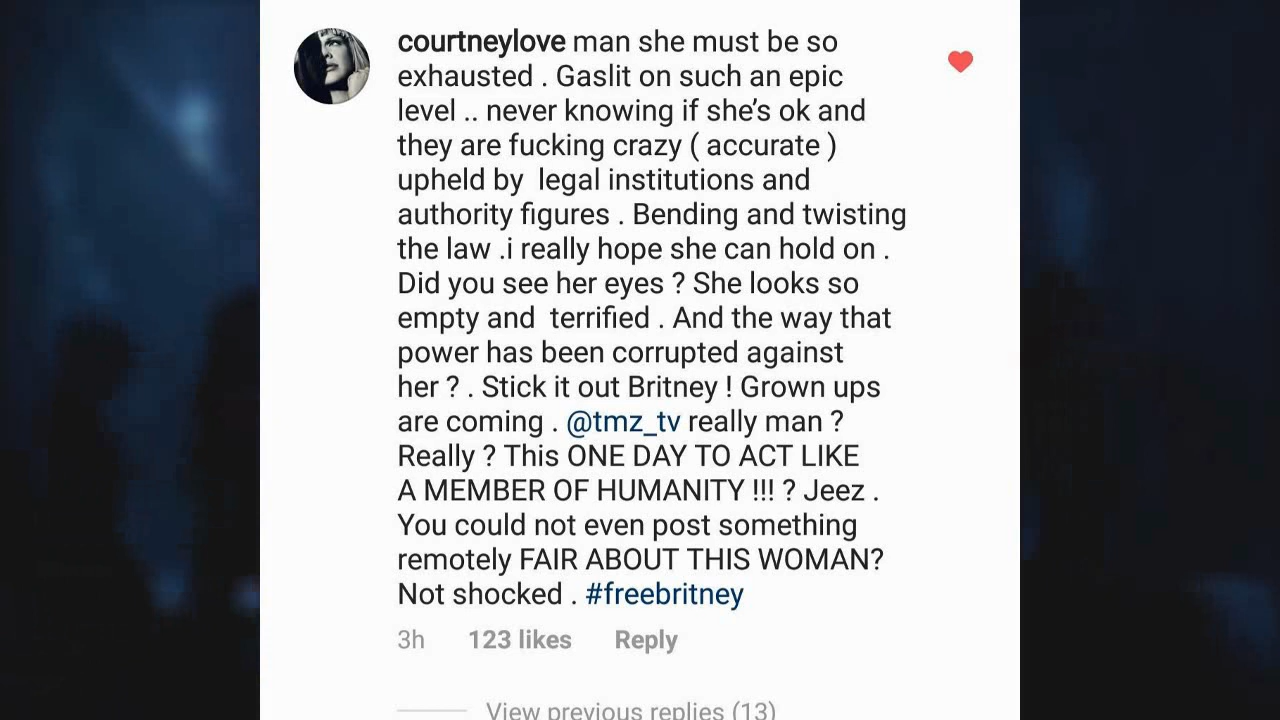 courtneylove man she must be so
exhausted . Gaslit on such an epic
level .. never knowing if she’s ok and
they are fucking crazy ( accurate )
upheld by  legal institutions and
authority figures . Bending and twisting
the law .i really hope she can hold on .
Did you see her eyes ? She looks so
empty and  terrified . And the way that
power has been corrupted against
her ? . Stick it out Britney ! Grown ups
are coming . @tmz_tv really man ?
Really ? This ONE DAY TO ACT LIKE
A MEMBER OF HUMANITY !!! ? Jeez .
You could not even post something
remotely FAIR ABOUT THIS WOMAN?
Not shocked . #freebritney
3h 123 likes Reply
View previous replies (13)